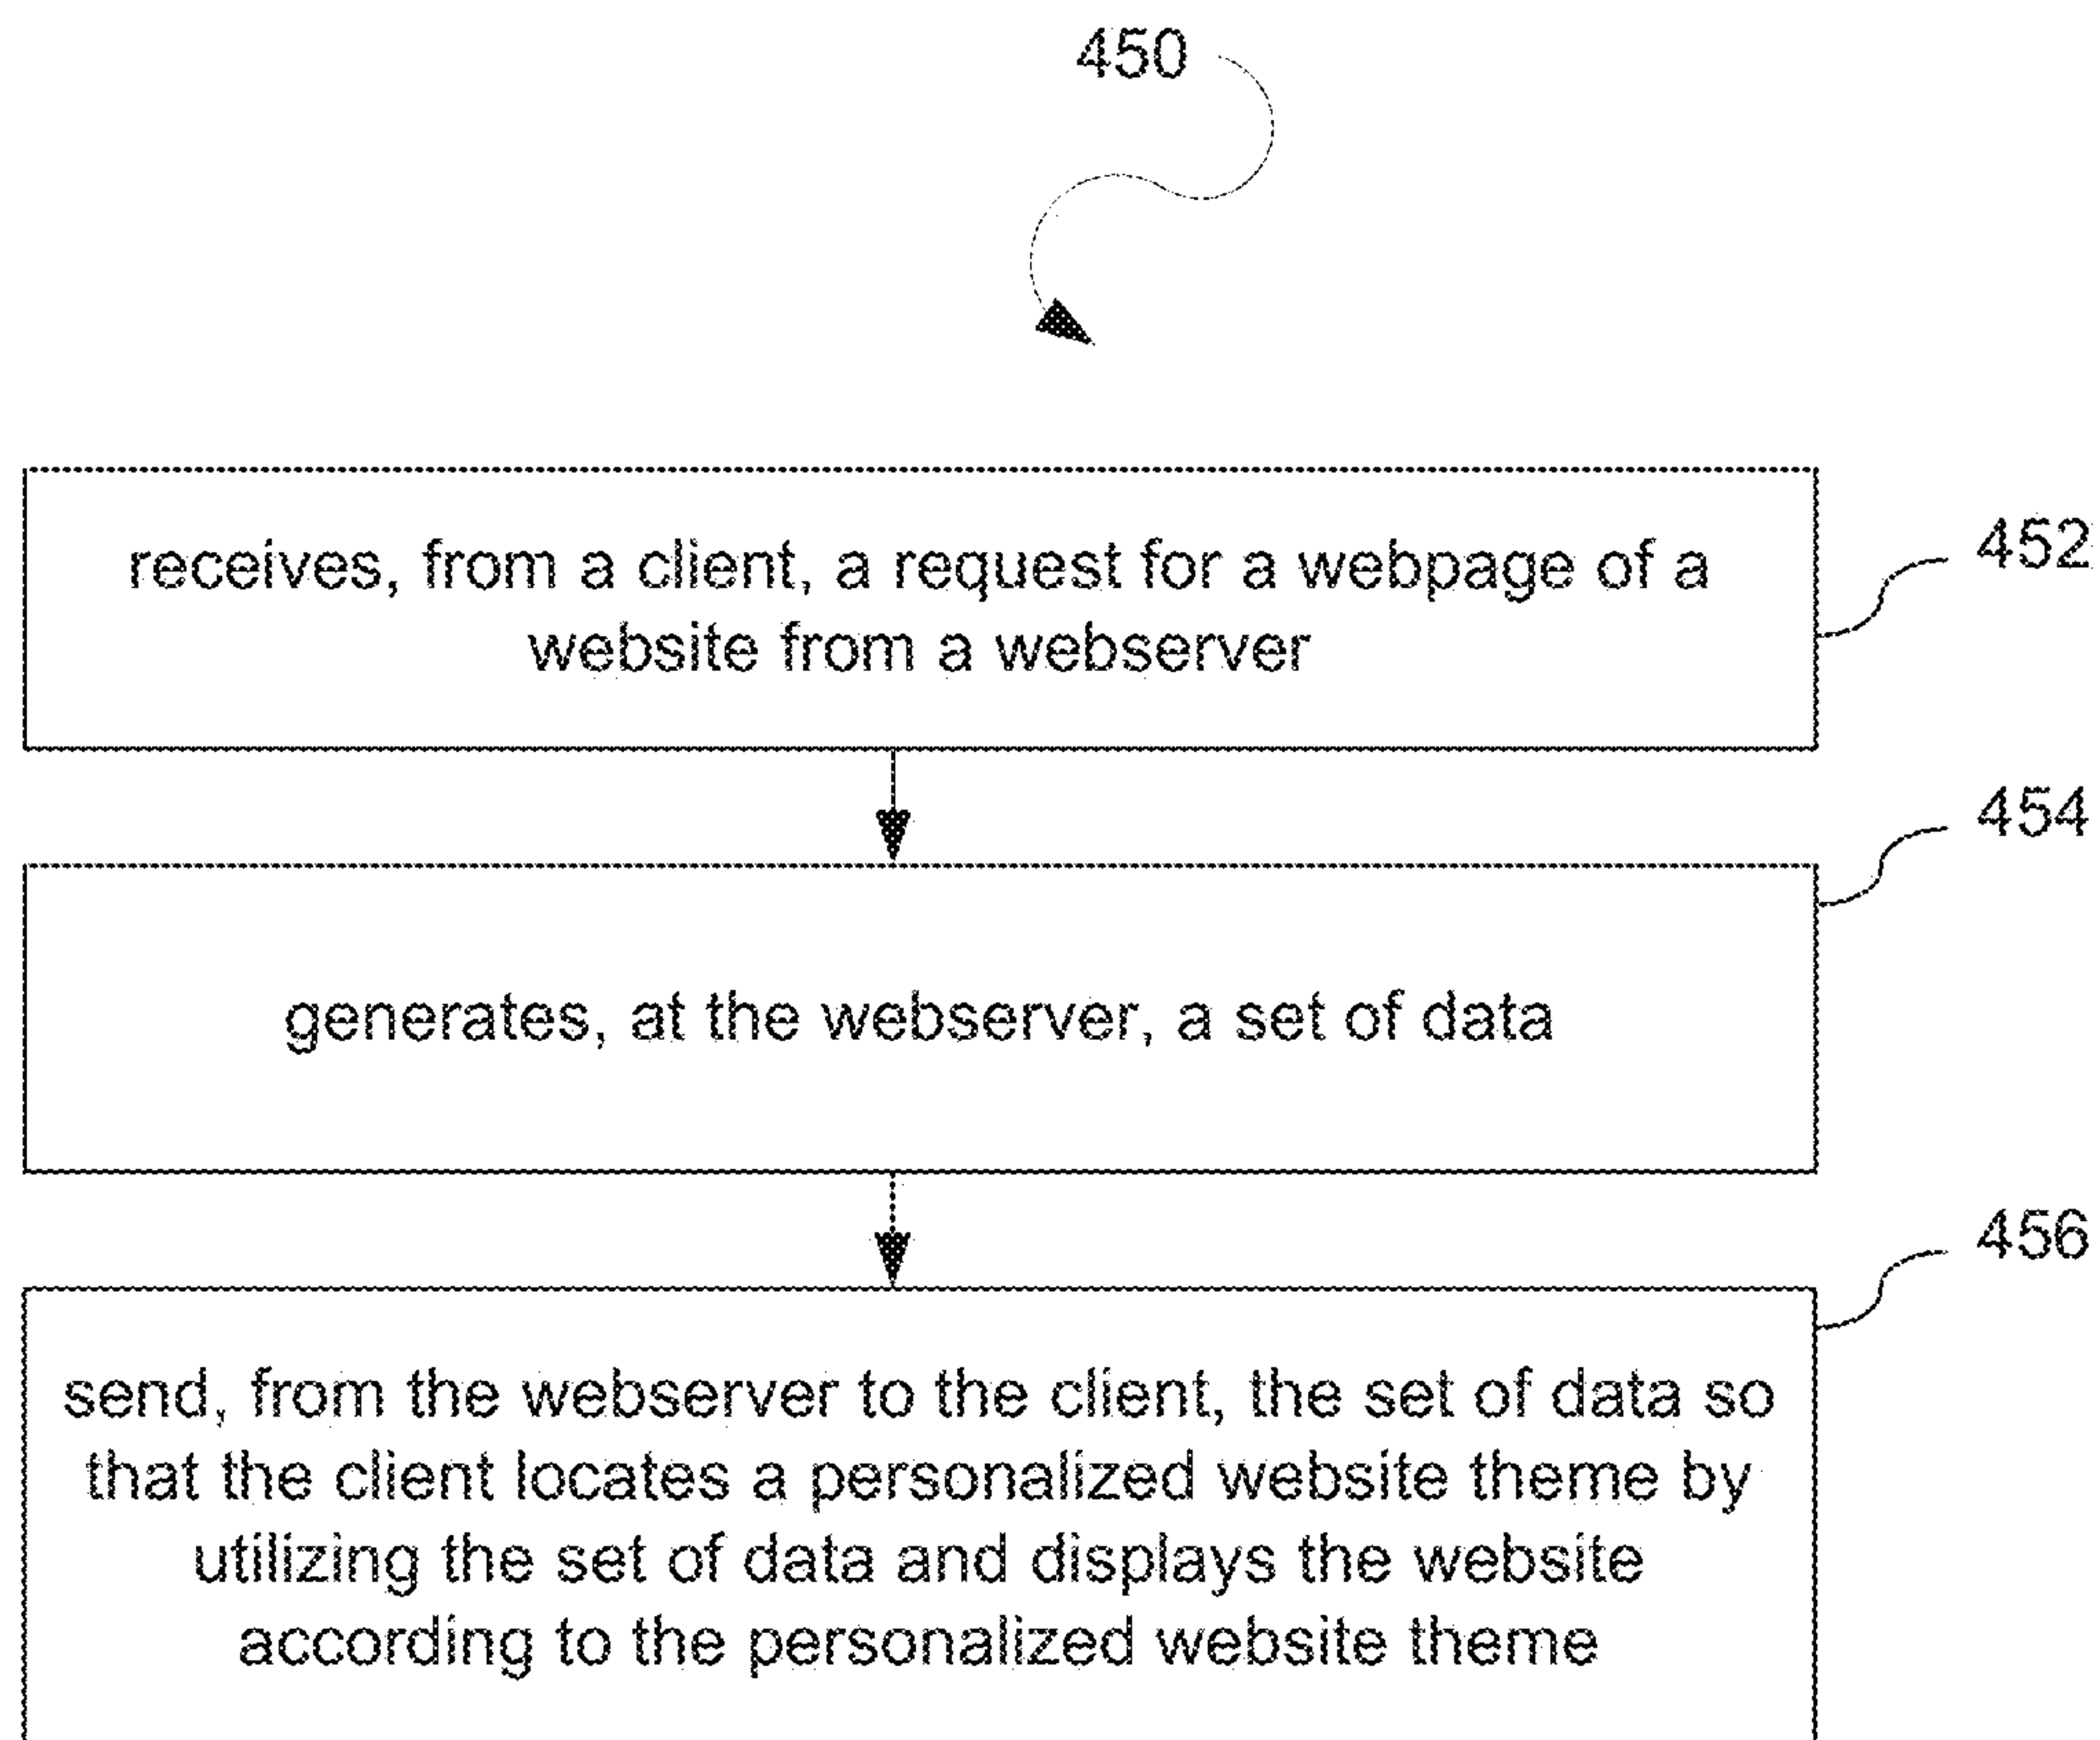 450
receives, from a client, a request for a webpage of a
website from a webserver
452
454
generates, at the webserver, a set of data
456
send, from the webserver to the client, the set of data so
that the client locates a personalized website theme by
utilizing the set of data and displays the website
according to the personalized website theme